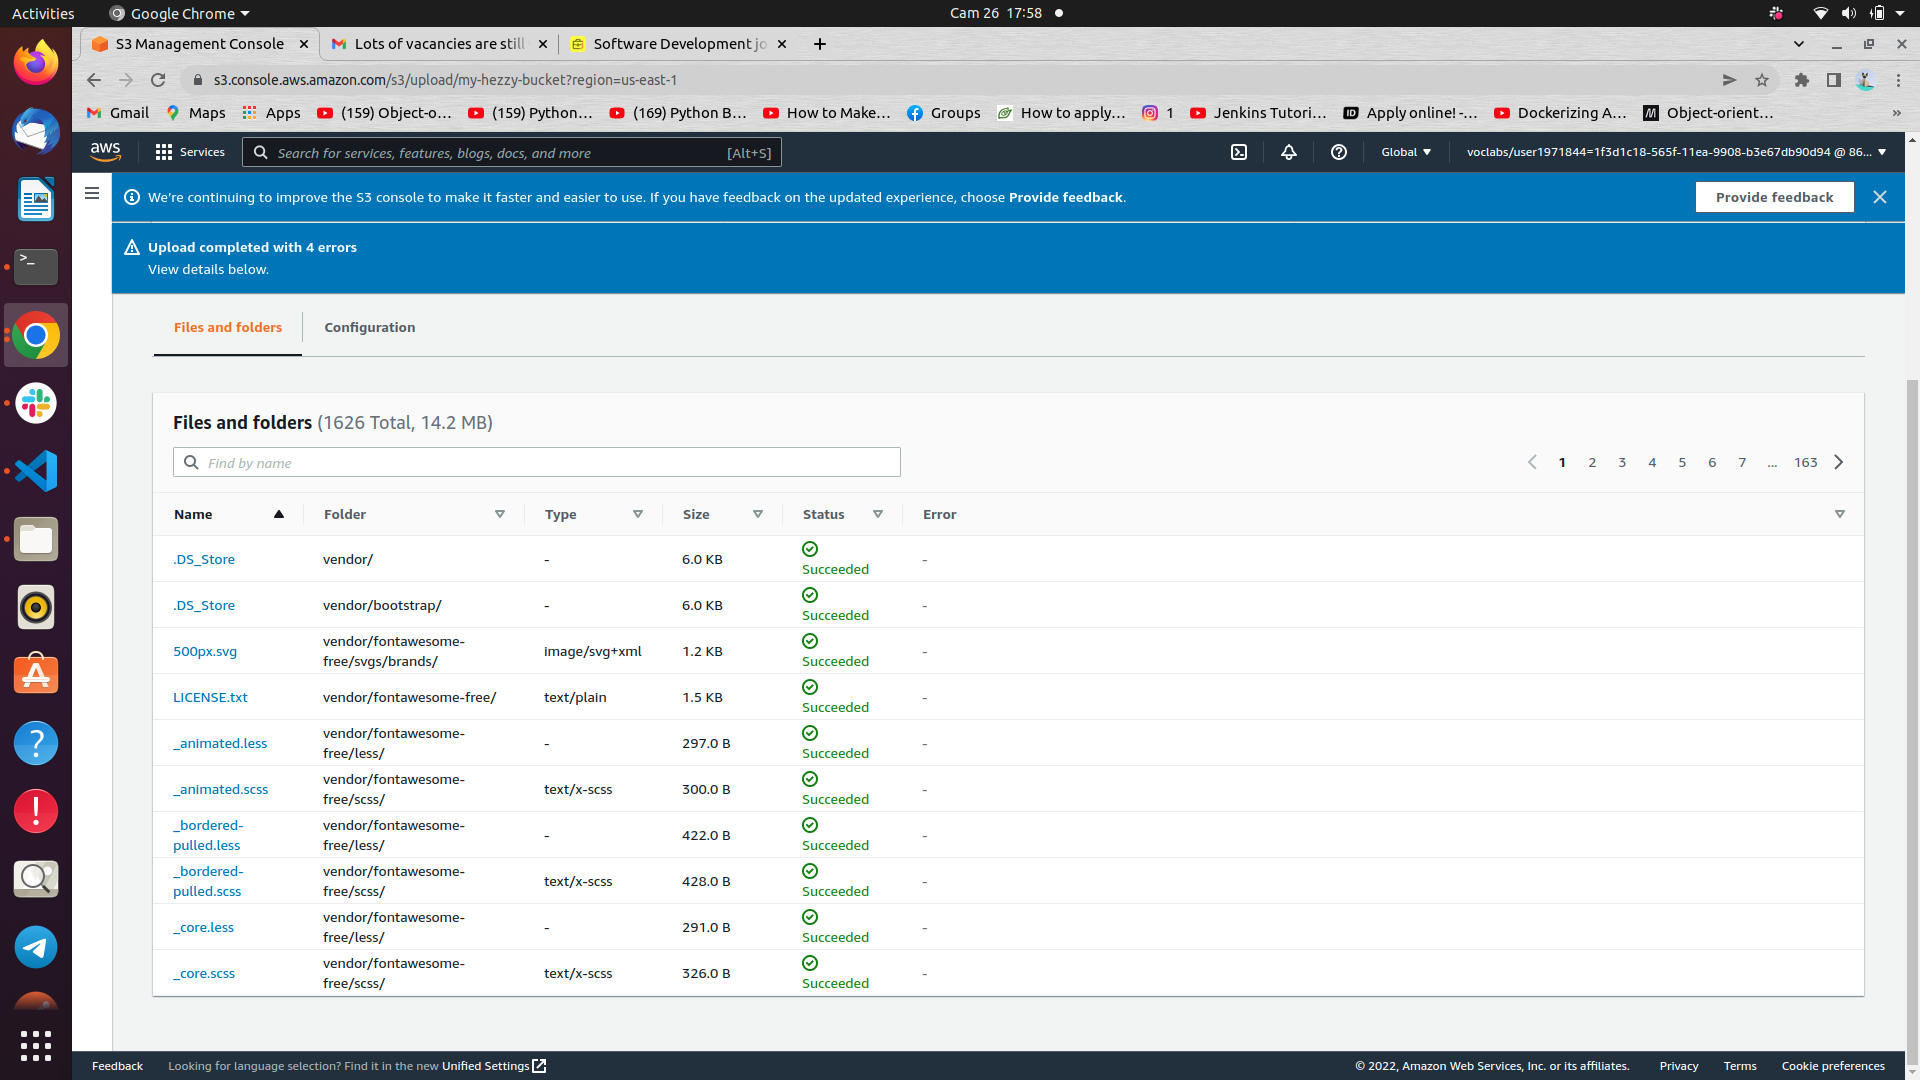 Activities
Google Chrome
Cam 26 17:58
S3 Management Console
Lots of vacancies are still
Software Development jo
s3.console.aws.amazon.com/s3/upload/my-hezzy-bucket?region=us-east-1
Gmail
Maps
Apps
(159) Object-o...
(159) Python...
(169) Python B...
How to Make...
Groups
How to apply...
1
Jenkins Tutori...
Apply online! -...
Dockerizing A...
Object-orient...
»
aws
Services
Search for services, features, blogs, docs, and more
[Alt+S]
Global
voclabs/user1971844=1f3d1c18-565f-11ea-9908-b3e67db90d94 @ 86...
We're continuing to improve the S3 console to make it faster and easier to use. If you have feedback on the updated experience, choose Provide feedback.
Provide feedback
Upload completed with 4 errors
View details below.
Files and folders
Configuration
Files and folders (1626 Total, 14.2 MB)
Find by name
1 2 3 4 5 6 7 ... 163
Name Folder Type Size Status Error
.DS_Store vendor/ - 6.0 KB Succeeded -
.DS_Store vendor/bootstrap/ - 6.0 KB Succeeded -
500px.svg vendor/fontawesome-free/svgs/brands/ image/svg+xml 1.2 KB Succeeded -
LICENSE.txt vendor/fontawesome-free/ text/plain 1.5 KB Succeeded -
_animated.less vendor/fontawesome-free/less/ - 297.0 B Succeeded -
_animated.scss vendor/fontawesome-free/scss/ text/x-scss 300.0 B Succeeded -
_bordered-pulled.less vendor/fontawesome-free/less/ - 422.0 B Succeeded -
_bordered-pulled.scss vendor/fontawesome-free/scss/ text/x-scss 428.0 B Succeeded -
_core.less vendor/fontawesome-free/less/ - 291.0 B Succeeded -
_core.scss vendor/fontawesome-free/scss/ text/x-scss 326.0 B Succeeded -
Feedback
Looking for language selection? Find it in the new Unified Settings
© 2022, Amazon Web Services, Inc. or its affiliates.
Privacy
Terms
Cookie preferences